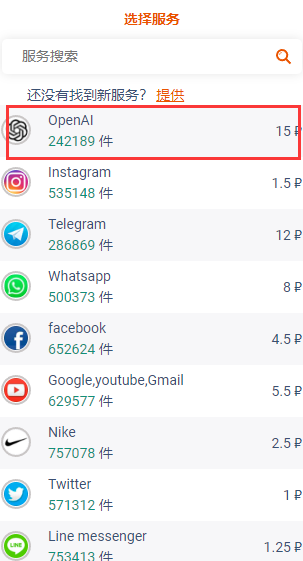 选择服务
服务搜索
还没有找到新服务？ 提供
OpenAI
242189 件
15 ₽
Instagram
535148 件
1.5 ₽
Telegram
286869 件
12 ₽
Whatsapp
500373 件
8 ₽
facebook
652624 件
4.5 ₽
Google,youtube,Gmail
629577 件
5.5 ₽
Nike
757078 件
2.5 ₽
Twitter
571312 件
1 ₽
LINE
Line messenger
753413 件
1.25 ₽